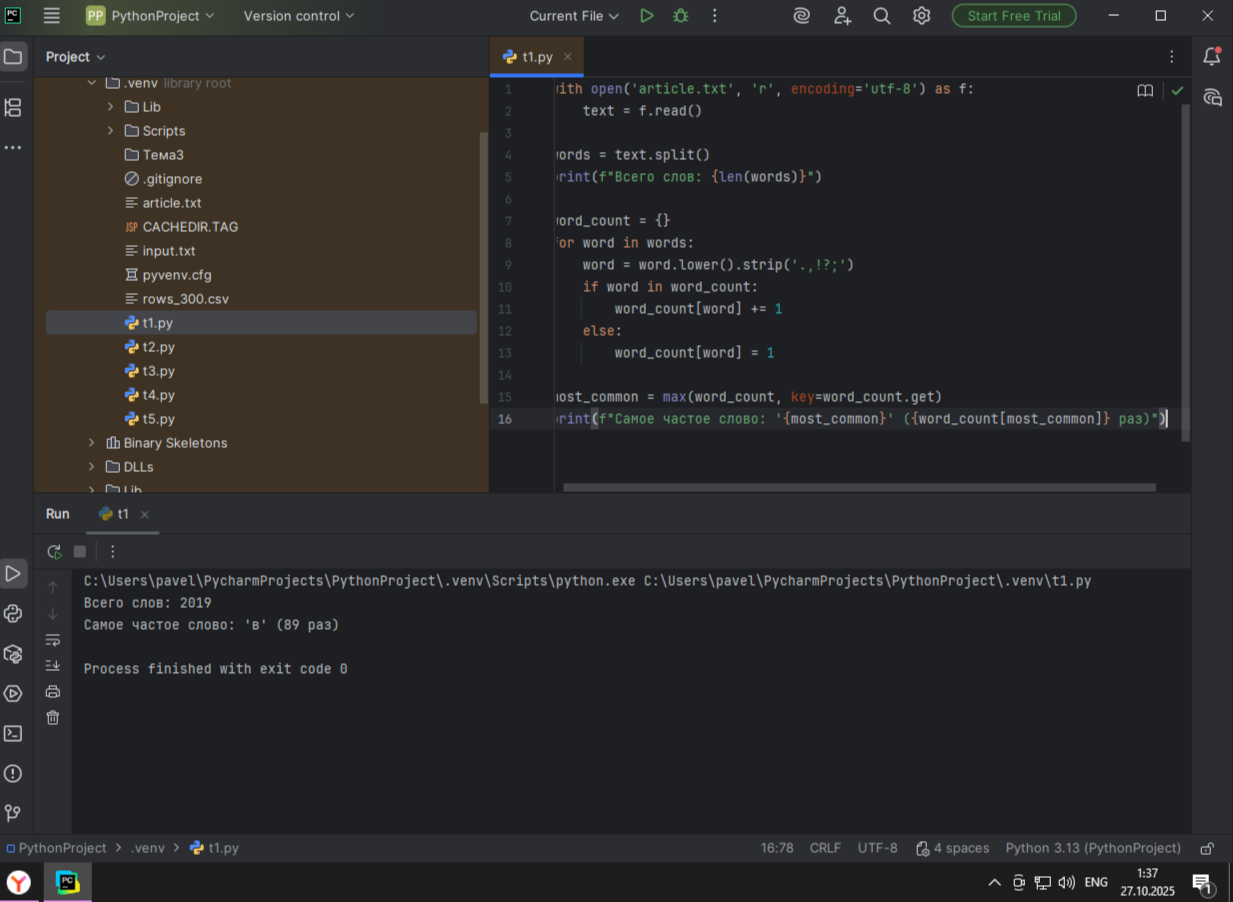 PC
PP PythonProject Version control Current File Start Free Trial
Project
t1.py
.venv library root
Lib
Scripts
Тема3
.gitignore
article.txt
JSP CACHEDIR.TAG
input.txt
pyvenv.cfg
rows_300.csv
t1.py
t2.py
t3.py
t4.py
t5.py
Binary Skeletons
DLLs
Lib
1 ith open('article.txt', 'r', encoding='utf-8') as f:
2 text = f.read()
3
4 ords = text.split()
5 rint(f"Всего слов: {len(words)}")
6
7 ord_count = {}
8 or word in words:
9 word = word.lower().strip('.,!?;')
10 if word in word_count:
11 word_count[word] += 1
12 else:
13 word_count[word] = 1
14
15 ost_common = max(word_count, key=word_count.get)
16 rint(f"Самое частое слово: '{most_common}' ({word_count[most_common]} раз)")
Run t1
C:\Users\pavel\PycharmProjects\PythonProject\.venv\Scripts\python.exe C:\Users\pavel\PycharmProjects\PythonProject\.venv\t1.py
Всего слов: 2019
Самое частое слово: 'в' (89 раз)
Process finished with exit code 0
PythonProject > .venv > t1.py 16:78 CRLF UTF-8 4 spaces Python 3.13 (PythonProject)
Y PC ENG 1:37
27.10.2025 1